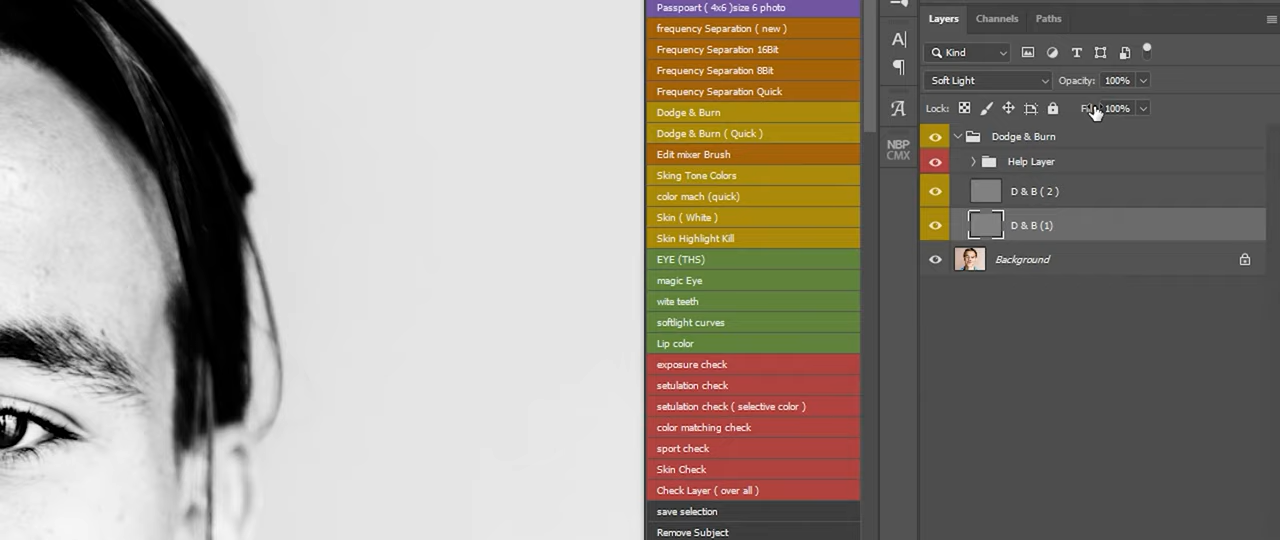 Passpoart ( 4x6 )size 6 photo
frequency Separation ( new )
Frequency Separation 16Bit
Frequency Separation 8Bit
Frequency Separation Quick
Dodge & Burn
Dodge & Burn ( Quick )
Edit mixer Brush
Sking Tone Colors
color mach (quick)
Skin ( White )
Skin Highlight Kill
EYE (THS)
magic Eye
wite teeth
softlight curves
Lip color
exposure check
setulation check
setulation check ( selective color )
color matching check
sport check
Skin Check
Check Layer ( over all )
save selection
Remove Subject
A
A
NBP
CMX
Layers Channels Paths
Kind T
Soft Light Opacity: 100%
Lock: 100%
Dodge & Burn
Help Layer
D & B ( 2 )
D & B (1)
Background